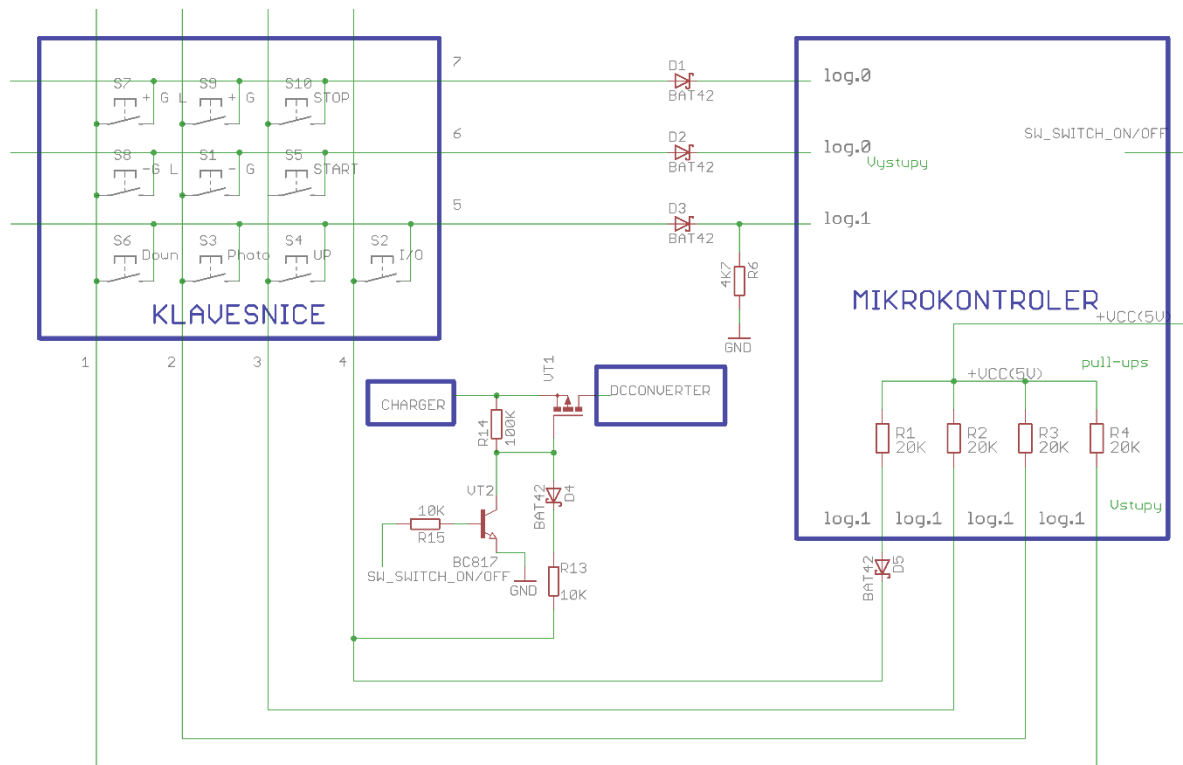 7
D1
BAT42
log.0
S7
+ G L
S9
+ G
S10
STOP
6
D2
BAT42
log.0
SW_SWITCH_ON/OFF
Vystupy
S8
-G L
S1
- G
S5
START
5
D3
BAT42
log.1
S6
Down
S3
Photo
S4
UP
S2
I/O
4K7
R6
GND
KLAVESNICE
MIKROKONTROLER
+VCC(5V)
1
2
3
4
VT1
pull-ups
+VCC(5V)
CHARGER
DCCONVERTER
R14
100K
R1
20K
R2
20K
R3
20K
R4
20K
VT2
BAT42
D4
10K
R15
Vstupy
log.1
log.1
log.1
log.1
BC817
SW_SWITCH_ON/OFF
GND
R13
10K
BAT42
D5